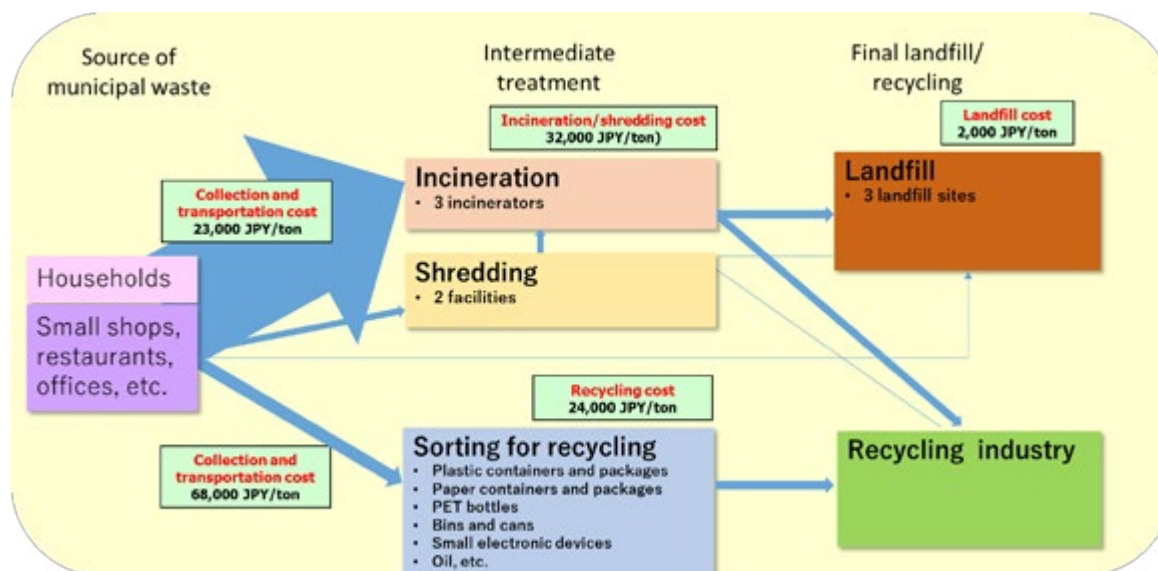 Source of
municipal waste
Intermediate
treatment
Final landfill/
recycling
Incineration/shredding cost
32,000 JPY/ton)
Landfill cost
2,000 JPY/ton
Collection and
transportation cost
23,000 JPY/ton
Incineration
• 3 incinerators
Landfill
• 3 landfill sites
Shredding
• 2 facilities
Households
Small shops,
restaurants,
offices, etc.
Recycling cost
24,000 JPY/ton
Collection and
transportation cost
68,000 JPY/ton
Sorting for recycling
• Plastic containers and packages
• Paper containers and packages
• PET bottles
• Bins and cans
• Small electronic devices
• Oil, etc.
Recycling industry